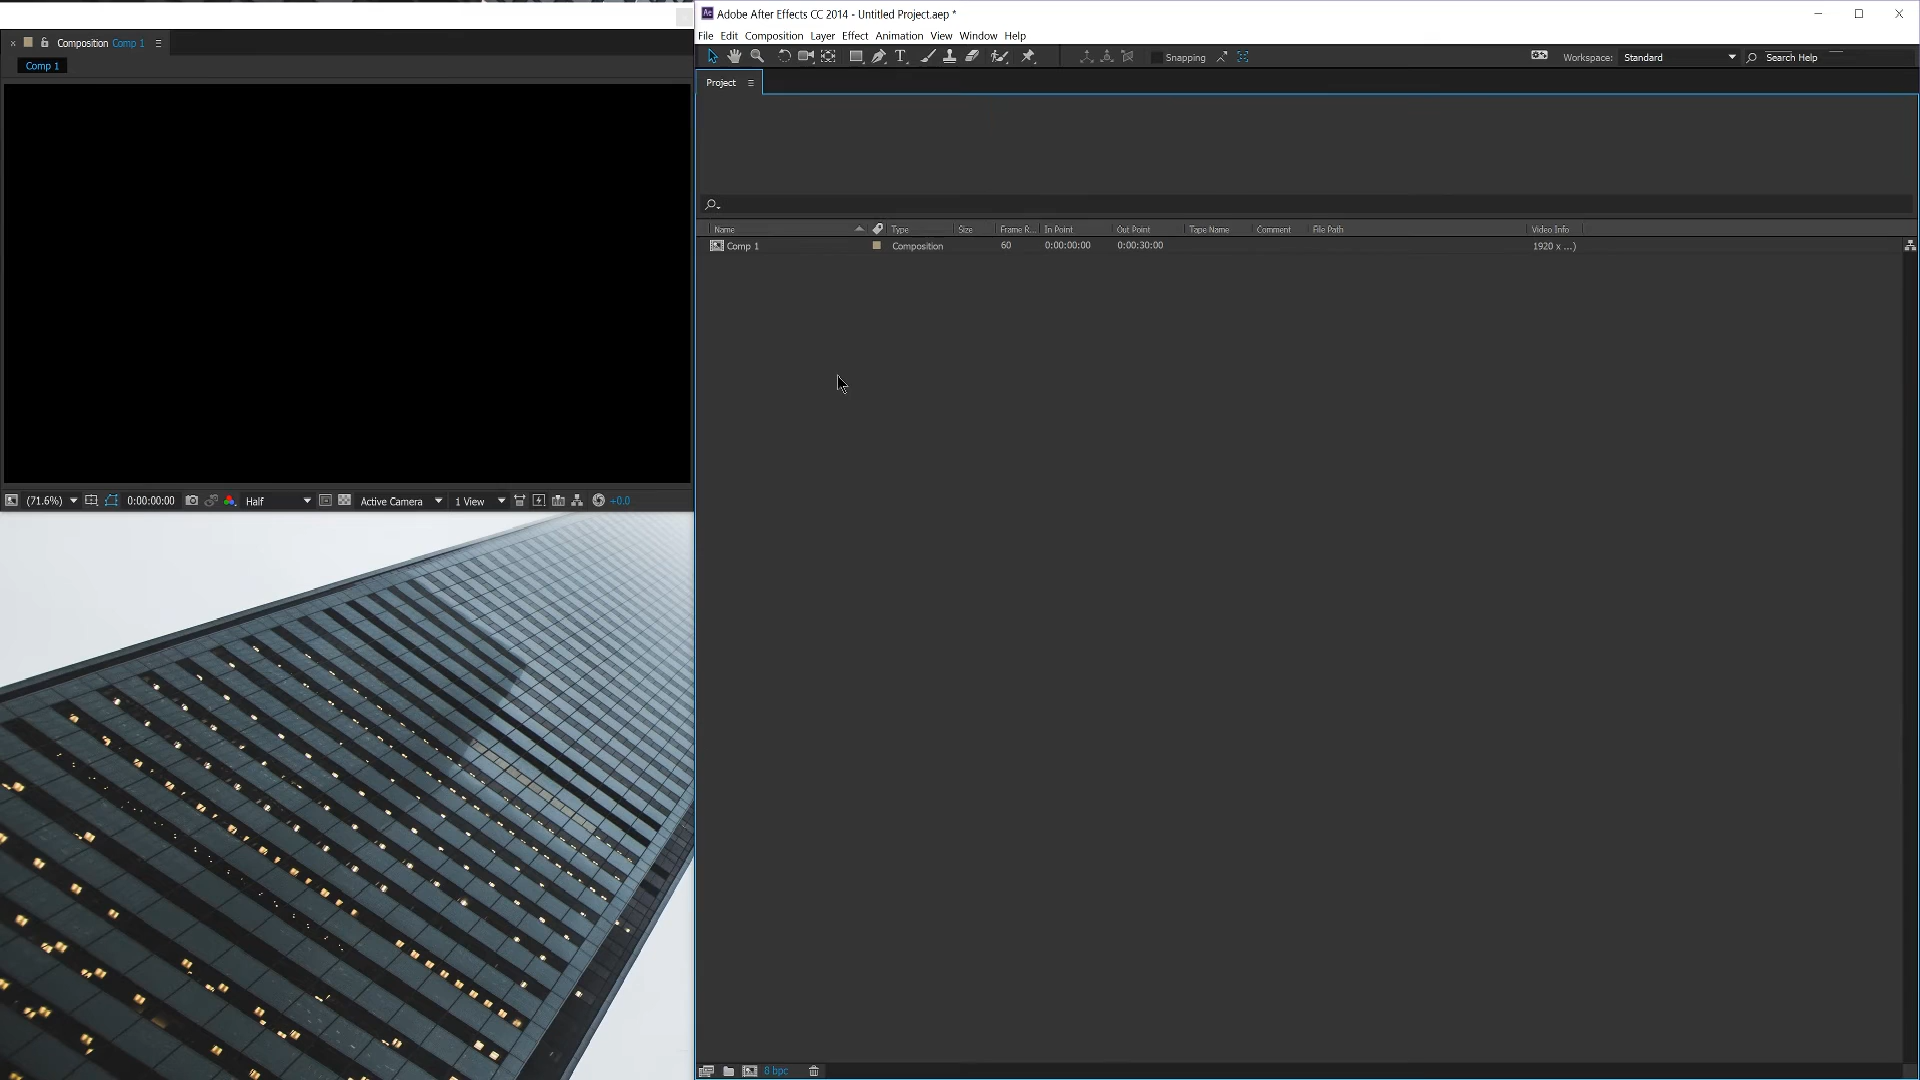 Adobe After Effects CC 2014 - Untitled Project.aep *
Composition Comp 1
File Edit Composition Layer Effect Animation View Window Help
Snapping
Workspace: Standard
Search Help
Comp 1
Project
Name Type Size Frame R... In Point Out Point Tape Name Comment File Path Video Info
Comp 1 Composition 60 0:00:00:00 0:00:30:00 1920 x ...)
(71.6%) 0:00:00:00 Half Active Camera 1 View +0.0
8 bpc